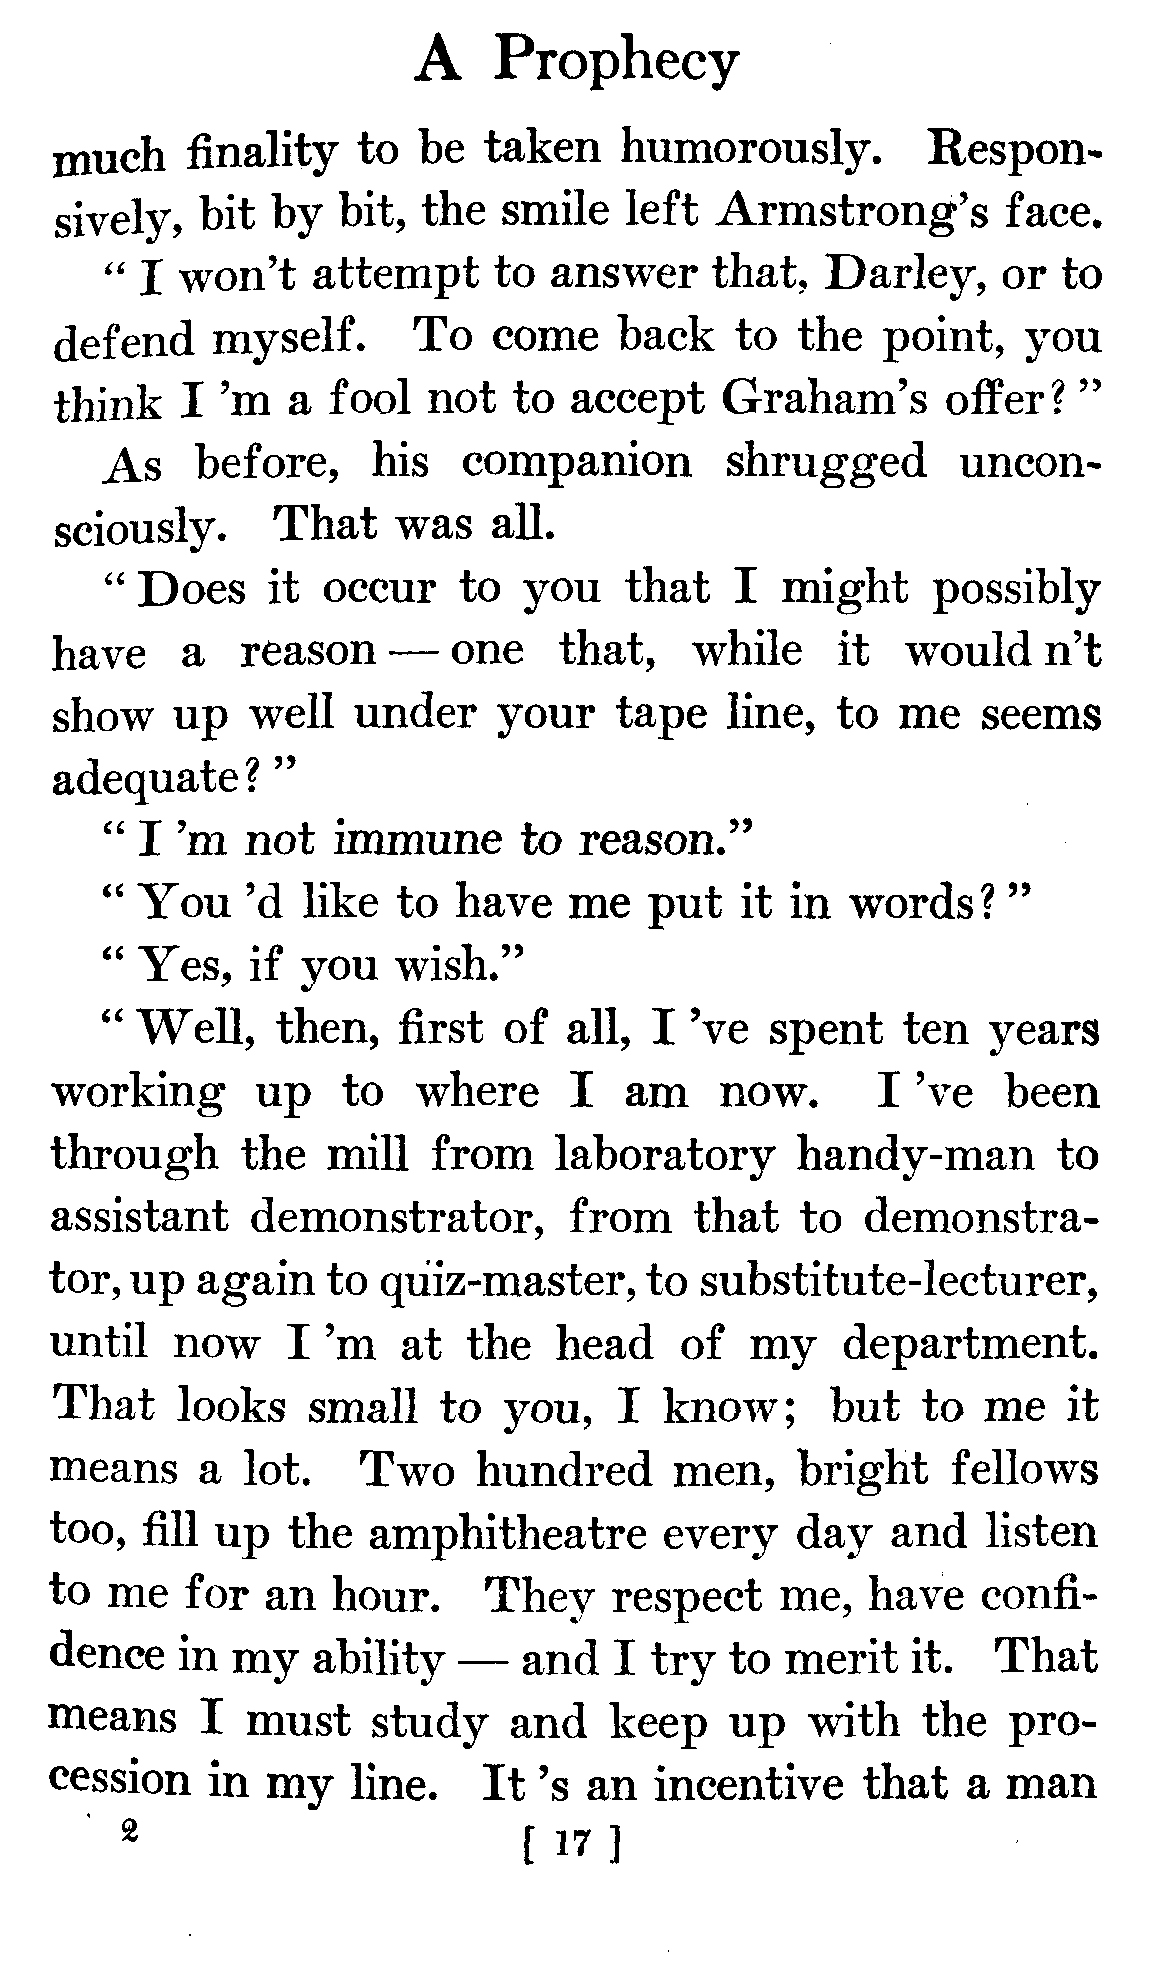 A Prophecy
much finality to be taken humorously. Respon-
sively, bit by bit, the smile left Armstrong's face.
" I won't attempt to answer that, Darley, or to
defend myself. To come back to the point, you
think I 'm a fool not to accept Graham's offer? "
As before, his companion shrugged uncon-
sciously. That was all.
" Does it occur to you that I might possibly
have a reason — one that, while it would n't
show up well under your tape line, to me seems
adequate? "
" I 'm not immune to reason."
" You 'd like to have me put it in words? "
" Yes, if you wish."
" Well, then, first of all, I 've spent ten years
working up to where I am now. I 've been
through the mill from laboratory handy-man to
assistant demonstrator, from that to demonstra-
tor, up again to quiz-master, to substitute-lecturer,
until now I 'm at the head of my department.
That looks small to you, I know; but to me it
means a lot. Two hundred men, bright fellows
too, fill up the amphitheatre every day and listen
to me for an hour. They respect me, have confi-
dence in my ability — and I try to merit it. That
means I must study and keep up with the pro-
cession in my line. It 's an incentive that a man
2 [ 17 ]